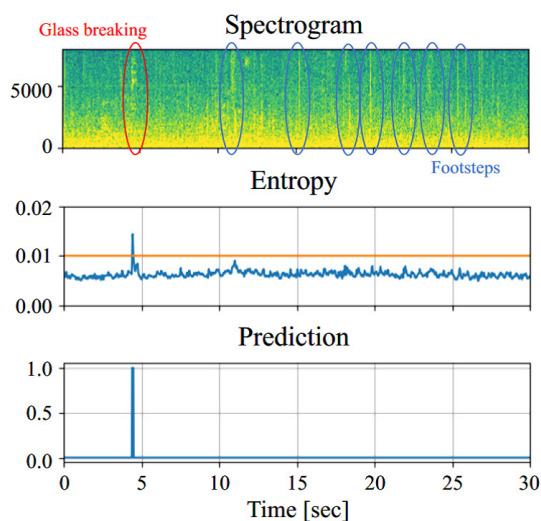 Spectrogram
Glass breaking
5000
0
Footsteps
Entropy
0.02
0.01
0.00
Prediction
1.0
0.5
0.0
0 5 10 15 20 25 30
Time [sec]